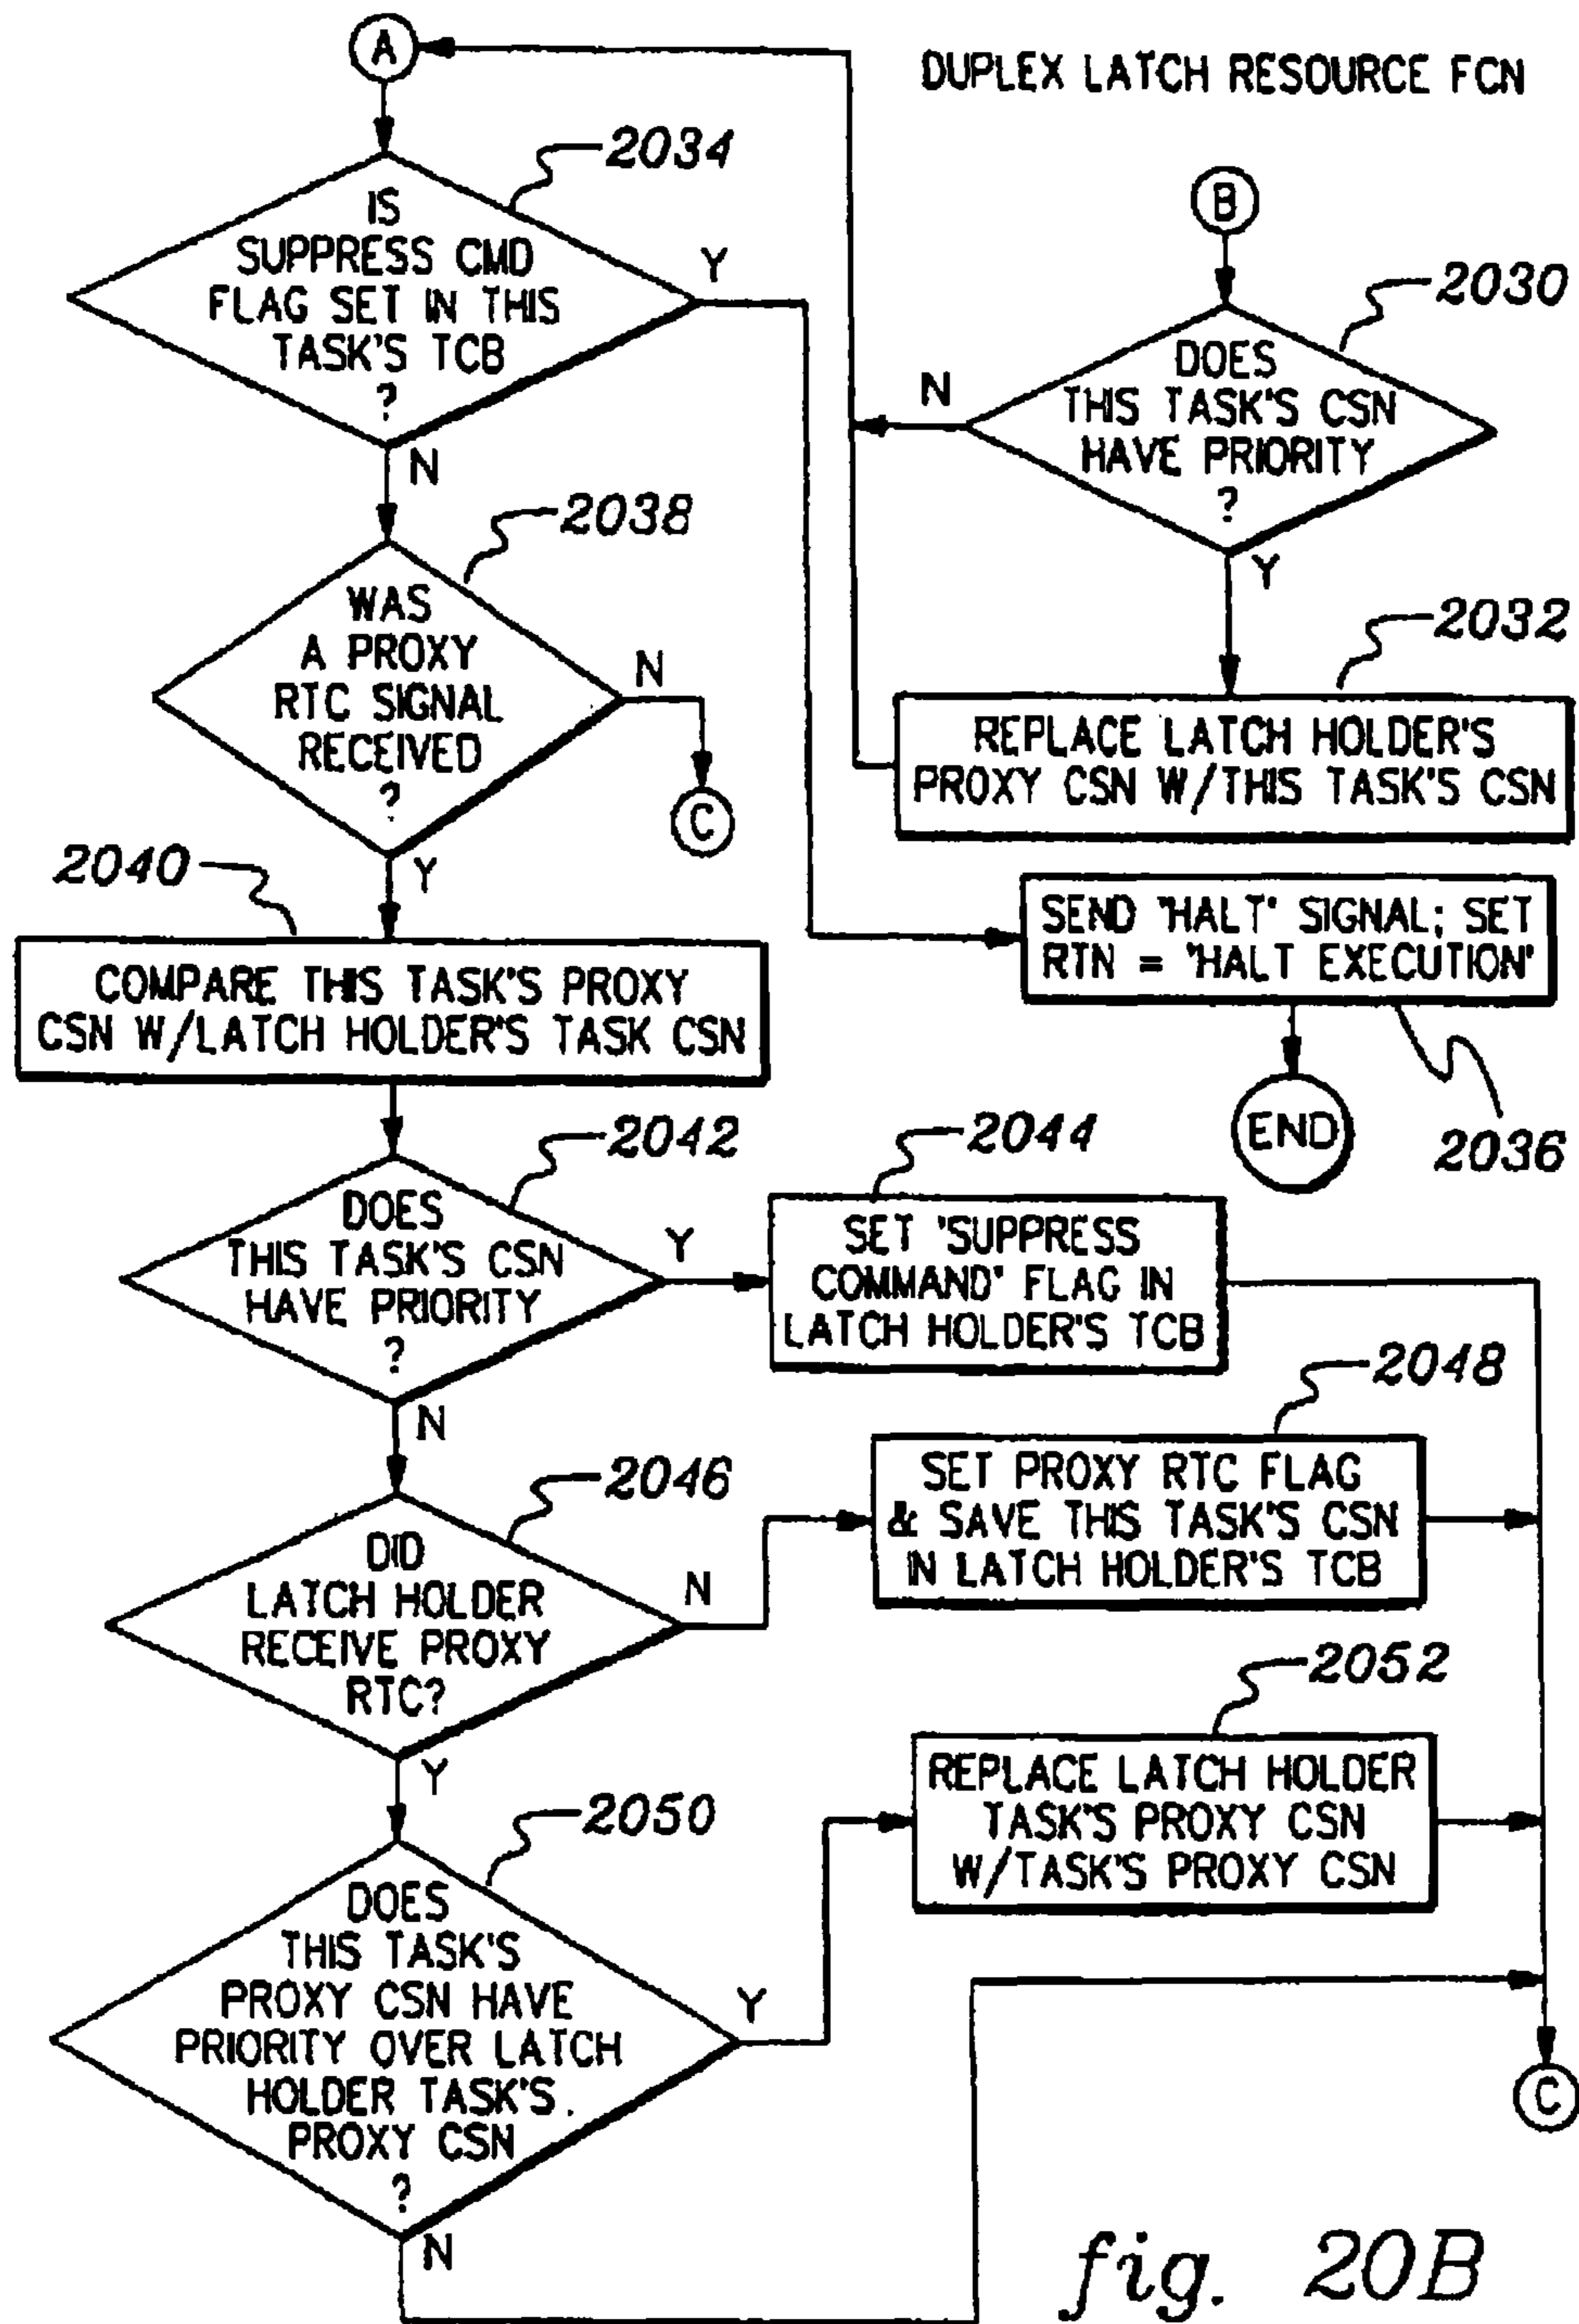 A
DUPLEX LATCH RESOURCE FCN
2034
IS
SUPPRESS CMD
FLAG SET IN THIS
TASK'S TCB
?
Y
N
B
2030
DOES
THIS TASK'S CSN
HAVE PRIORITY
?
N
Y
2038
WAS
A PROXY
RTC SIGNAL
RECEIVED
?
N
C
Y
2032
REPLACE LATCH HOLDER'S
PROXY CSN W/THIS TASK'S CSN
2040
COMPARE THIS TASK'S PROXY
CSN W/LATCH HOLDER'S TASK CSN
SEND "HALT" SIGNAL; SET
RTN = 'HALT EXECUTION'
END
2036
2042
DOES
THIS TASK'S CSN
HAVE PRIORITY
?
Y
N
2044
SET 'SUPPRESS
COMMAND' FLAG IN
LATCH HOLDER'S TCB
2046
DID
LATCH HOLDER
RECEIVE PROXY
RTC?
N
Y
2048
SET PROXY RTC FLAG
& SAVE THIS TASK'S CSN
IN LATCH HOLDER'S TCB
2050
DOES
THIS TASK'S
PROXY CSN HAVE
PRIORITY OVER LATCH
HOLDER TASK'S
PROXY CSN
?
Y
N
2052
REPLACE LATCH HOLDER
TASK'S PROXY CSN
W/TASK'S PROXY CSN
C
fig. 20B